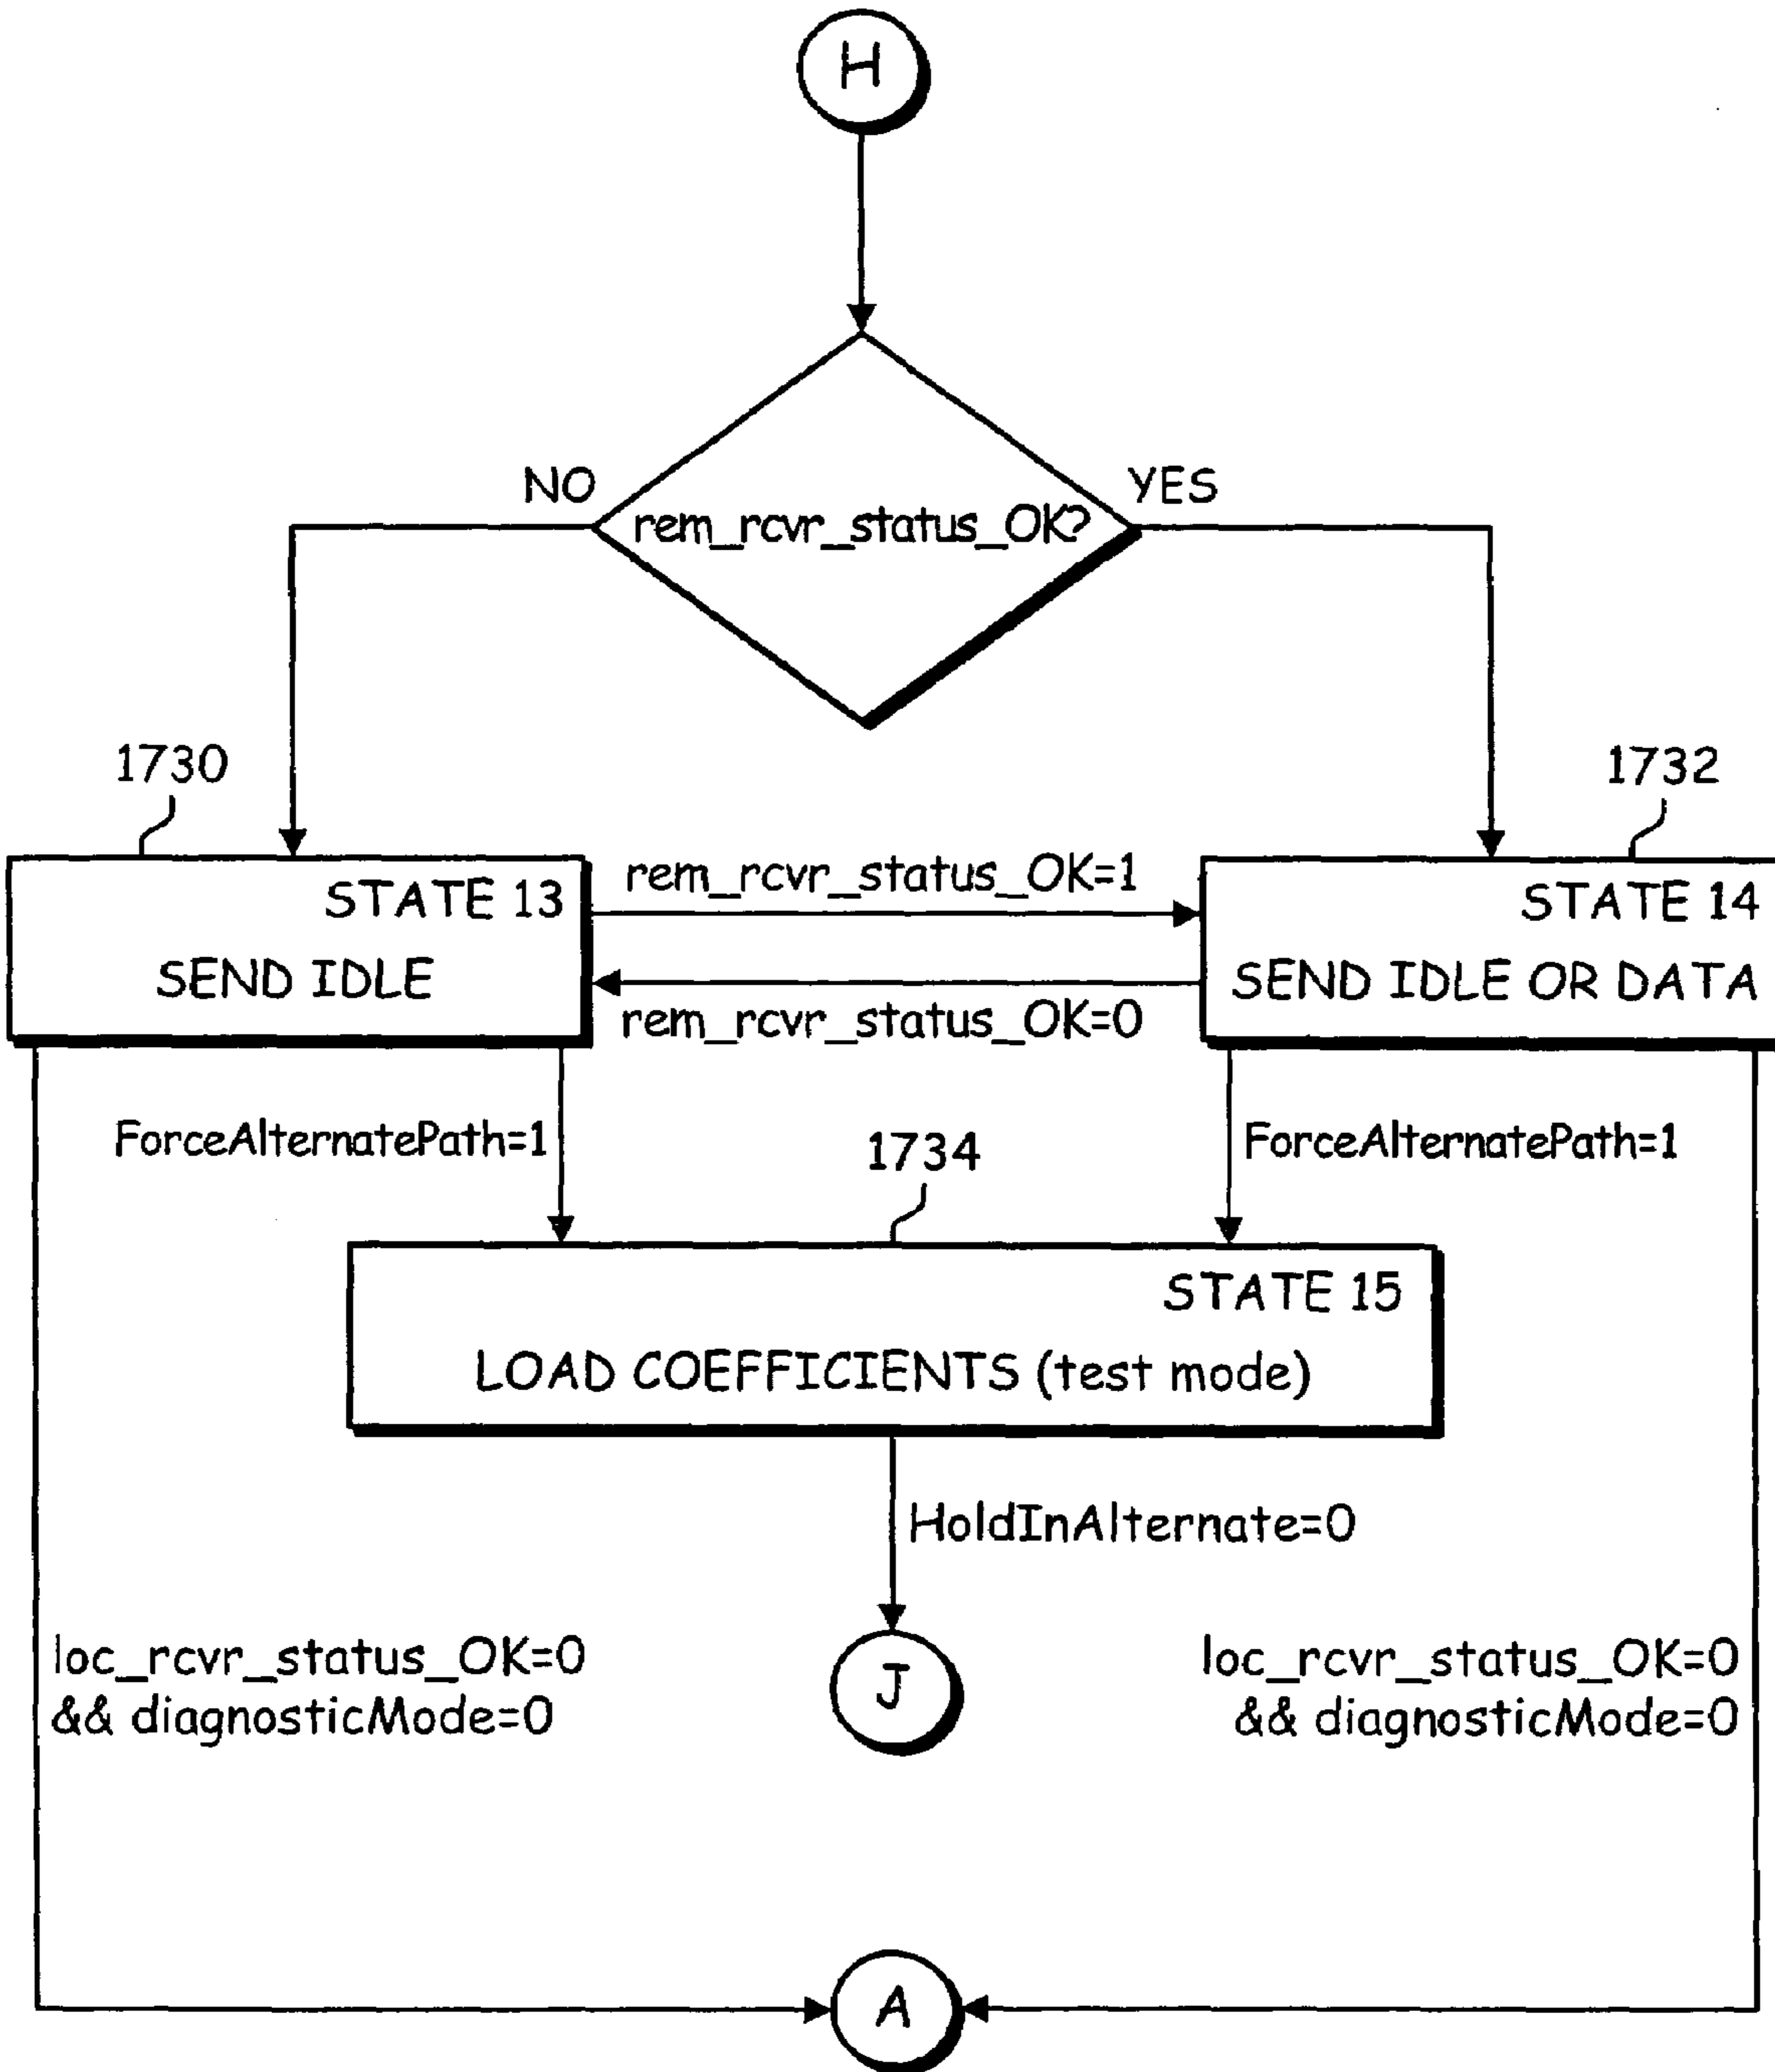 H
NO
YES
rem_rcvr_status_OK?
1730
1732
STATE 13
SEND IDLE
rem_rcvr_status_OK=1
rem_rcvr_status_OK=0
STATE 14
SEND IDLE OR DATA
ForceAlternatePath=1
1734
ForceAlternatePath=1
STATE 15
LOAD COEFFICIENTS (test mode)
HoldInAlternate=0
J
loc_rcvr_status_OK=0
&& diagnosticMode=0
loc_rcvr_status_OK=0
&& diagnosticMode=0
A